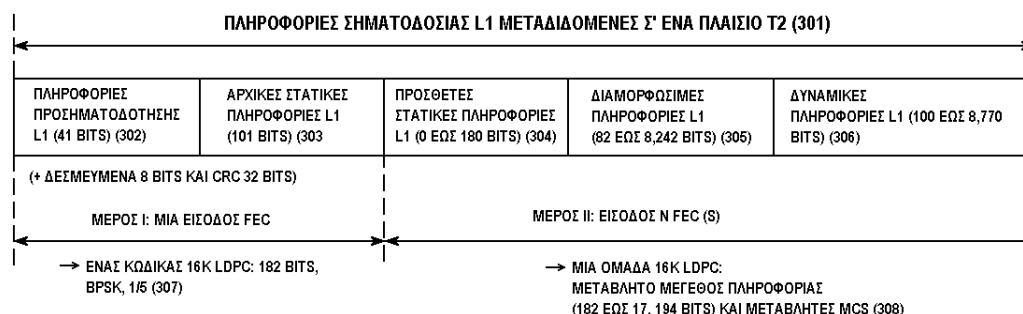 ΠΛΗΡΟΦΟΡΙΕΣ ΣΗΜΑΤΟΔΟΣΙΑΣ L1 ΜΕΤΑΔΙΔΟΜΕΝΕΣ Σ' ΕΝΑ ΠΛΑΙΣΙΟ T2 (301)
ΠΛΗΡΟΦΟΡΙΕΣ
ΠΡΟΣΗΜΑΤΟΔΟΤΗΣΗΣ
L1 (41 BITS) (302)
ΑΡΧΙΚΕΣ ΣΤΑΤΙΚΕΣ
ΠΛΗΡΟΦΟΡΙΕΣ L1
(101 BITS) (303
ΠΡΟΣΘΕΤΕΣ
ΣΤΑΤΙΚΕΣ ΠΛΗΡΟΦΟΡΙΕΣ
L1 (0 ΕΩΣ 180 BITS) (304)
ΔΙΑΜΟΡΦΩΣΙΜΕΣ
ΠΛΗΡΟΦΟΡΙΕΣ L1
(82 ΕΩΣ 8,242 BITS) (305)
ΔΥΝΑΜΙΚΕΣ
ΠΛΗΡΟΦΟΡΙΕΣ L1 (100 ΕΩΣ 8,770
BITS) (306)
(+ ΔΕΣΜΕΥΜΕΝΑ 8 BITS ΚΑΙ CRC 32 BITS)
ΜΕΡΟΣ I: ΜΙΑ ΕΙΣΟΔΟΣ FEC
ΜΕΡΟΣ II: ΕΙΣΟΔΟΣ N FEC (S)
→ ΕΝΑΣ ΚΩΔΙΚΑΣ 16K LDPC: 182 BITS,
BPSK, 1/5 (307)
→ ΜΙΑ ΟΜΑΔΑ 16K LDPC:
ΜΕΤΑΒΛΗΤΟ ΜΕΓΕΘΟΣ ΠΛΗΡΟΦΟΡΙΑΣ
(182 ΕΩΣ 17, 194 BITS) ΚΑΙ ΜΕΤΑΒΛΗΤΕΣ MCS (308)